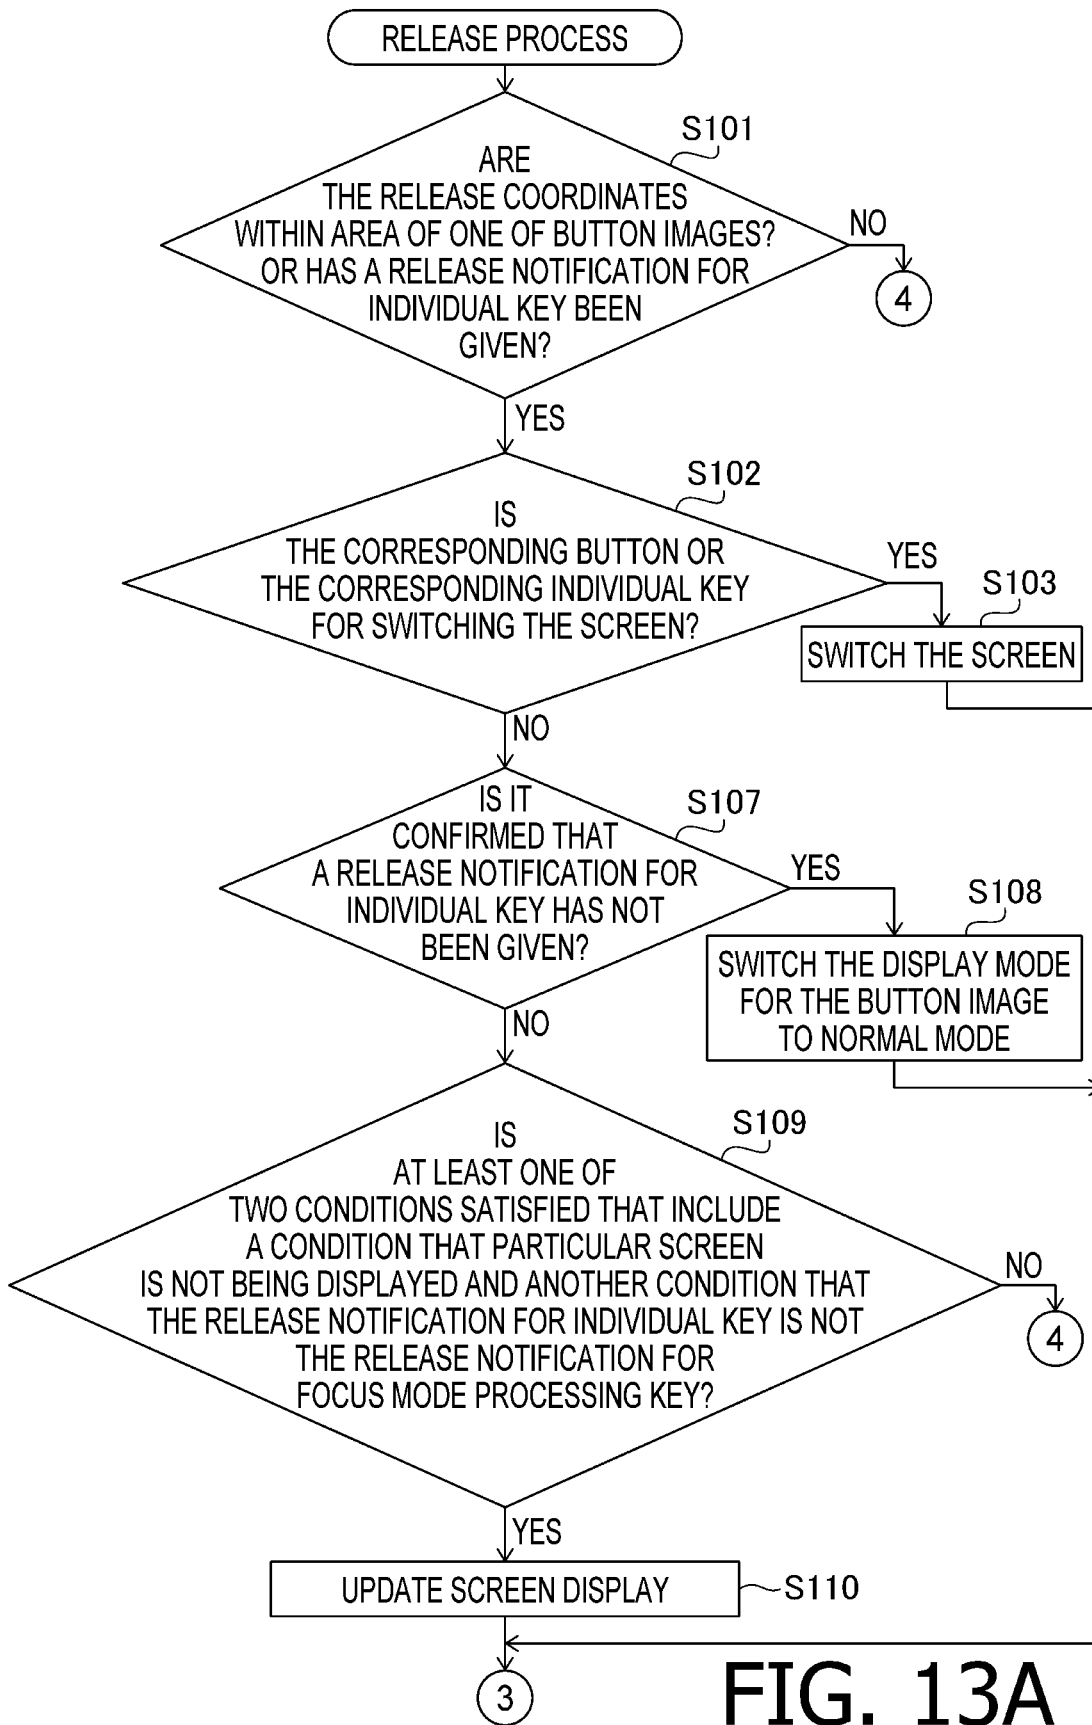 RELEASE PROCESS
S101
ARE
THE RELEASE COORDINATES
WITHIN AREA OF ONE OF BUTTON IMAGES?
OR HAS A RELEASE NOTIFICATION FOR
INDIVIDUAL KEY BEEN
GIVEN?
NO
4
YES
S102
IS
THE CORRESPONDING BUTTON OR
THE CORRESPONDING INDIVIDUAL KEY
FOR SWITCHING THE SCREEN?
YES
S103
SWITCH THE SCREEN
NO
S107
IS IT
CONFIRMED THAT
A RELEASE NOTIFICATION FOR
INDIVIDUAL KEY HAS NOT
BEEN GIVEN?
YES
S108
SWITCH THE DISPLAY MODE
FOR THE BUTTON IMAGE
TO NORMAL MODE
NO
S109
IS
AT LEAST ONE OF
TWO CONDITIONS SATISFIED THAT INCLUDE
A CONDITION THAT PARTICULAR SCREEN
IS NOT BEING DISPLAYED AND ANOTHER CONDITION THAT
THE RELEASE NOTIFICATION FOR INDIVIDUAL KEY IS NOT
THE RELEASE NOTIFICATION FOR
FOCUS MODE PROCESSING KEY?
NO
4
YES
UPDATE SCREEN DISPLAY
S110
3
FIG. 13A